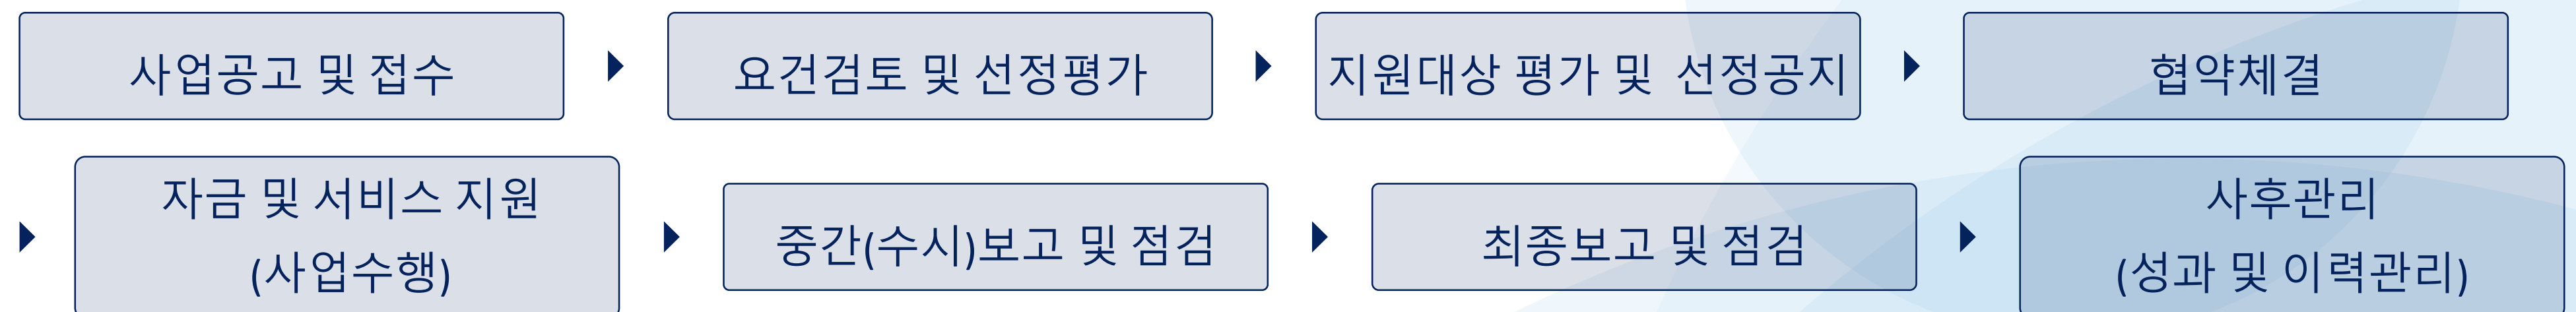 사업공고 및 접수
요건검토 및 선정평가
지원대상 평가 및 선정공지
협약체결
자금 및 서비스 지원
(사업수행)
중간(수시)보고 및 점검
최종보고 및 점검
사후관리
(성과 및 이력관리)